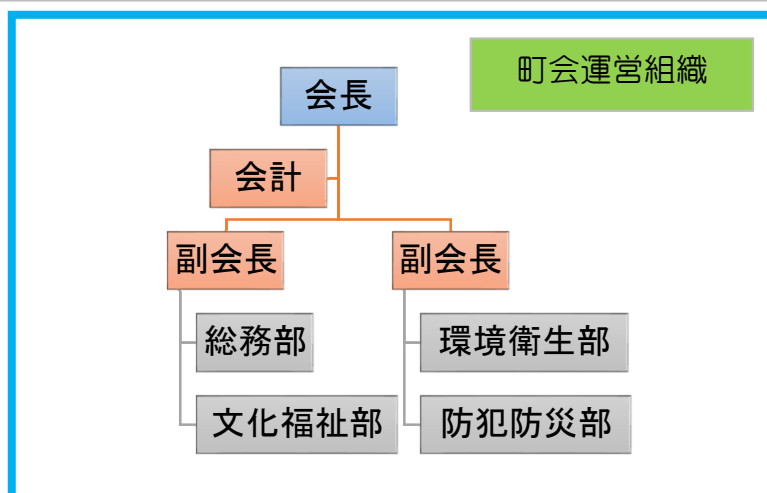 町会運営組織
会長
会計
副会長
副会長
総務部
環境衛生部
文化福祉部
防犯防災部